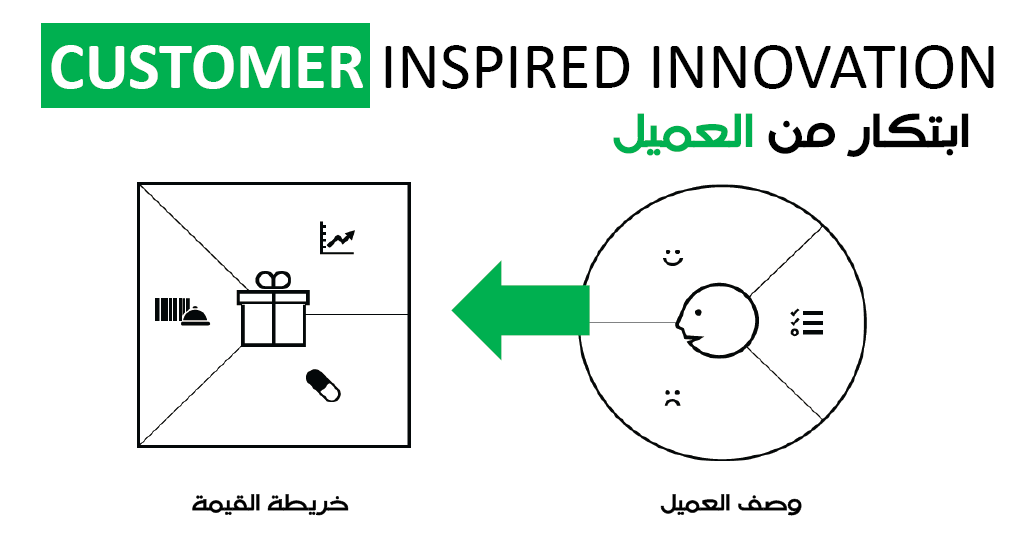 CUSTOMER INSPIRED INNOVATION
ابتكار من العميل
وصف العميل
خريطة القيمة